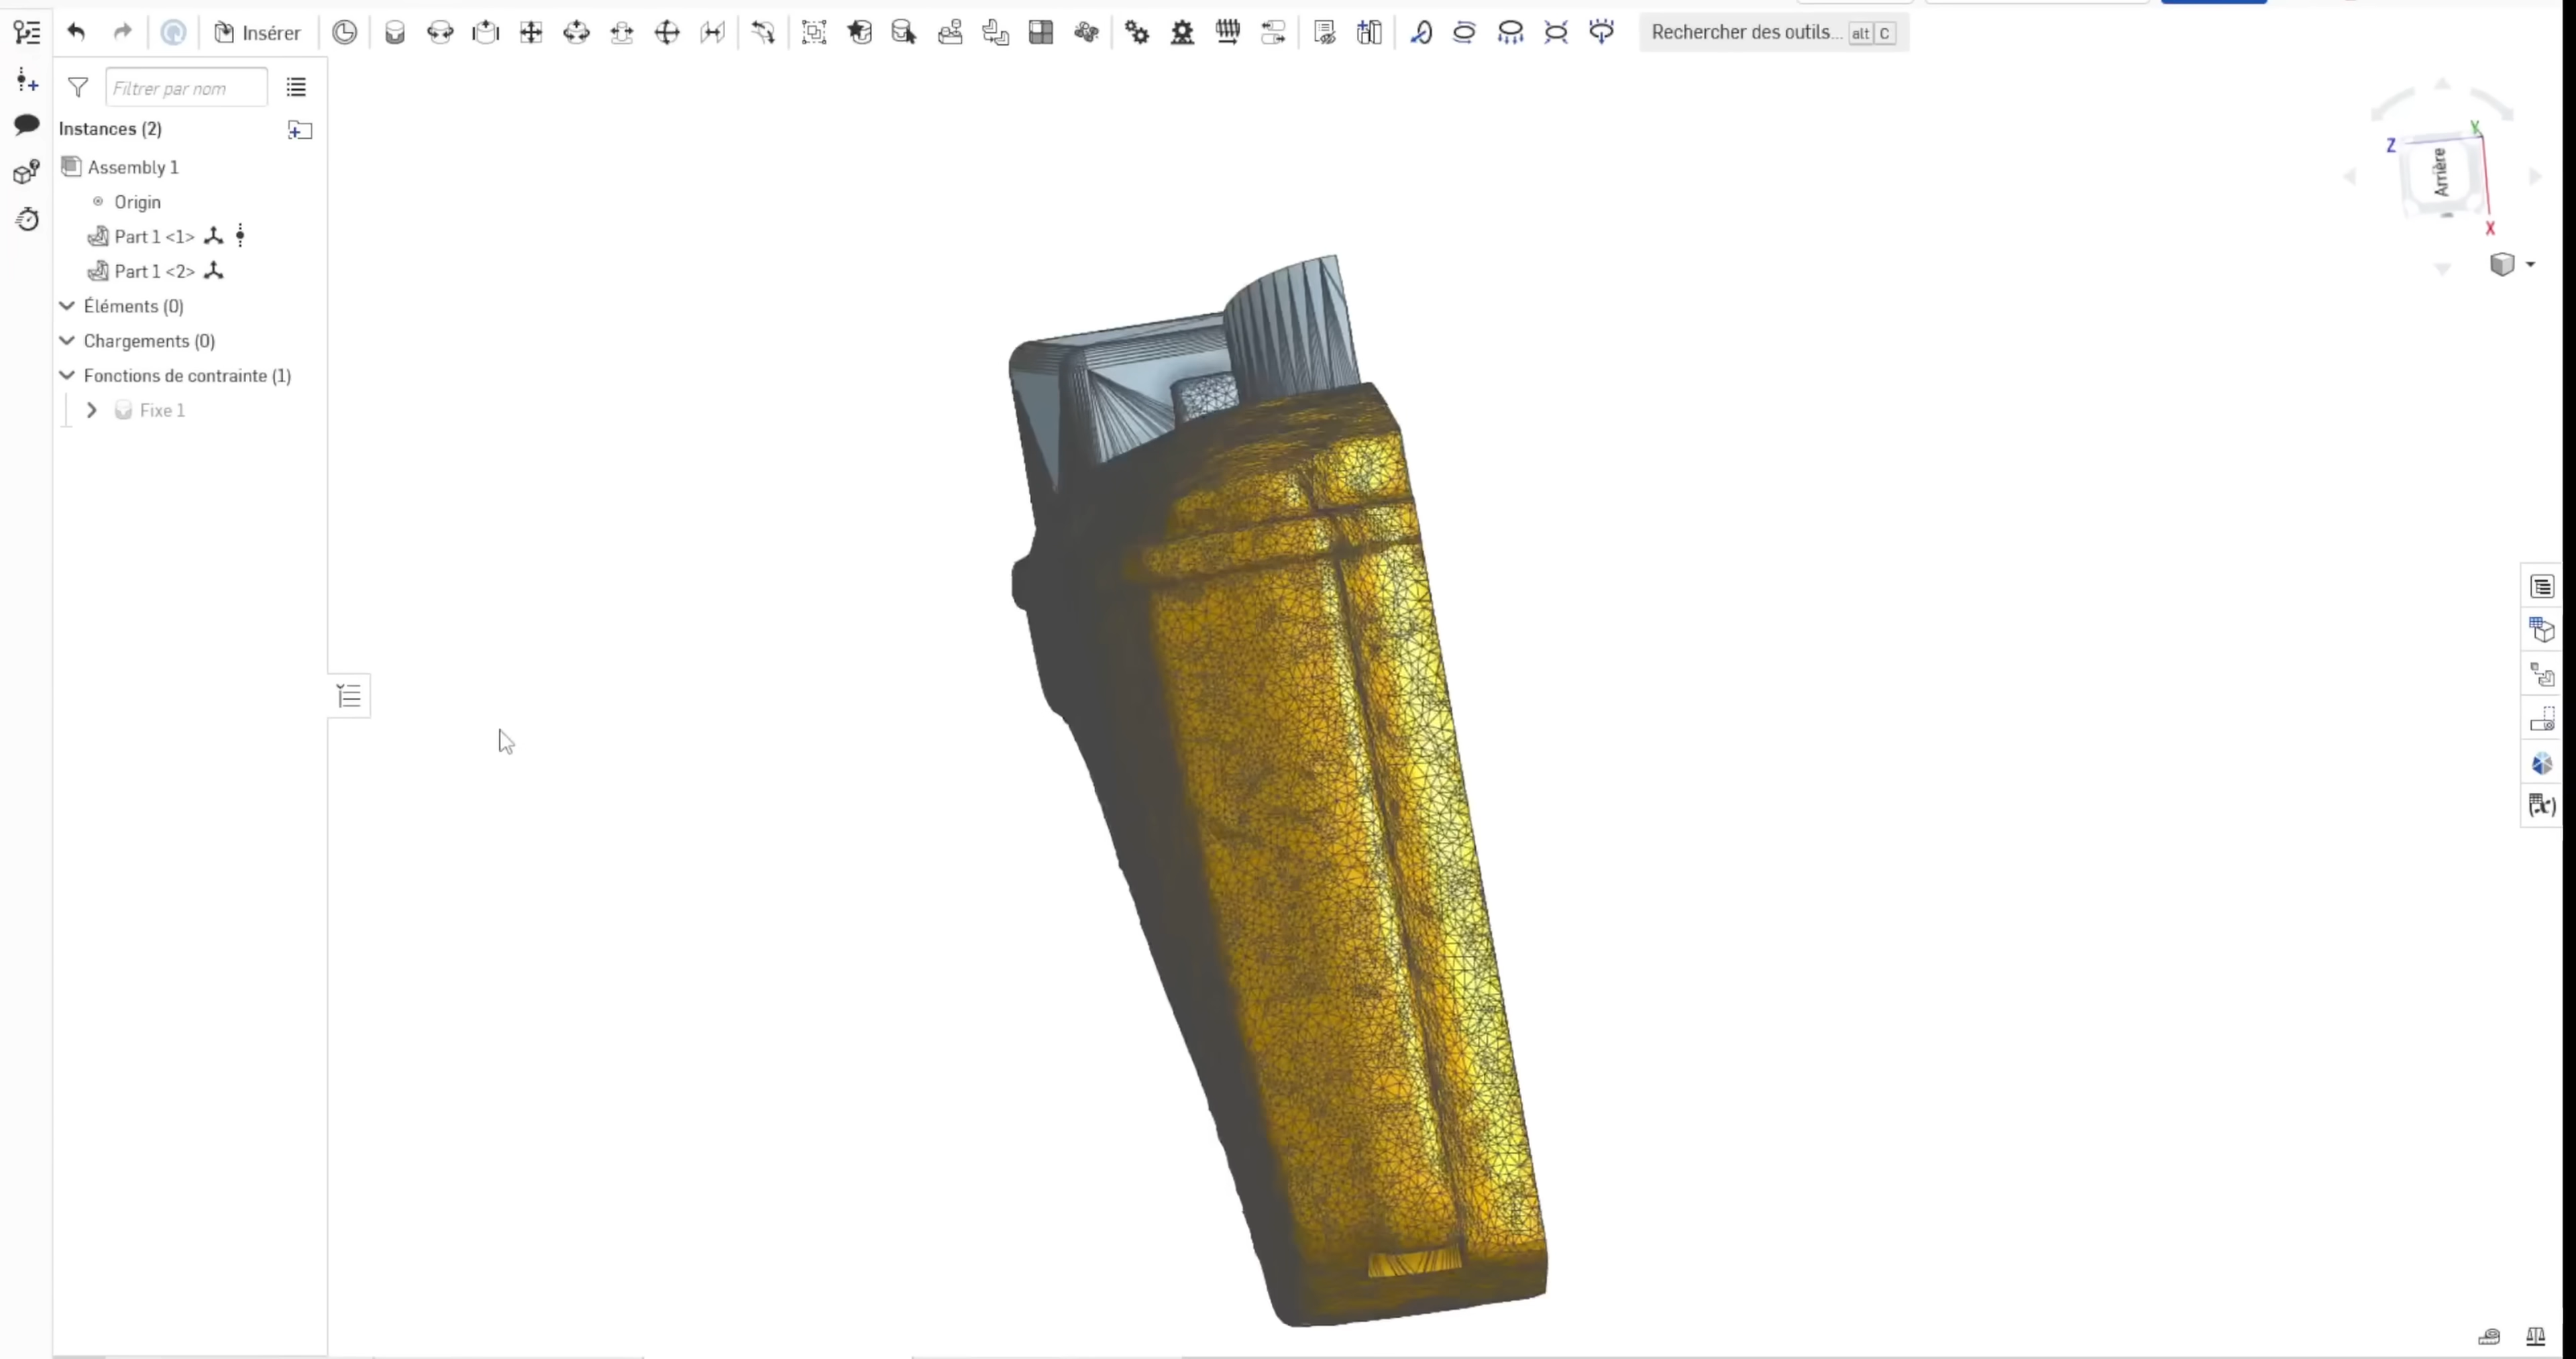 Insérer
Rechercher des outils... alt C
Filtrer par nom
Instances (2)
Assembly 1
Origin
Part 1 <1>
Part 1 <2>
Éléments (0)
Chargements (0)
Fonctions de contrainte (1)
Fixe 1
Y
Z
Arrière
X
(x)